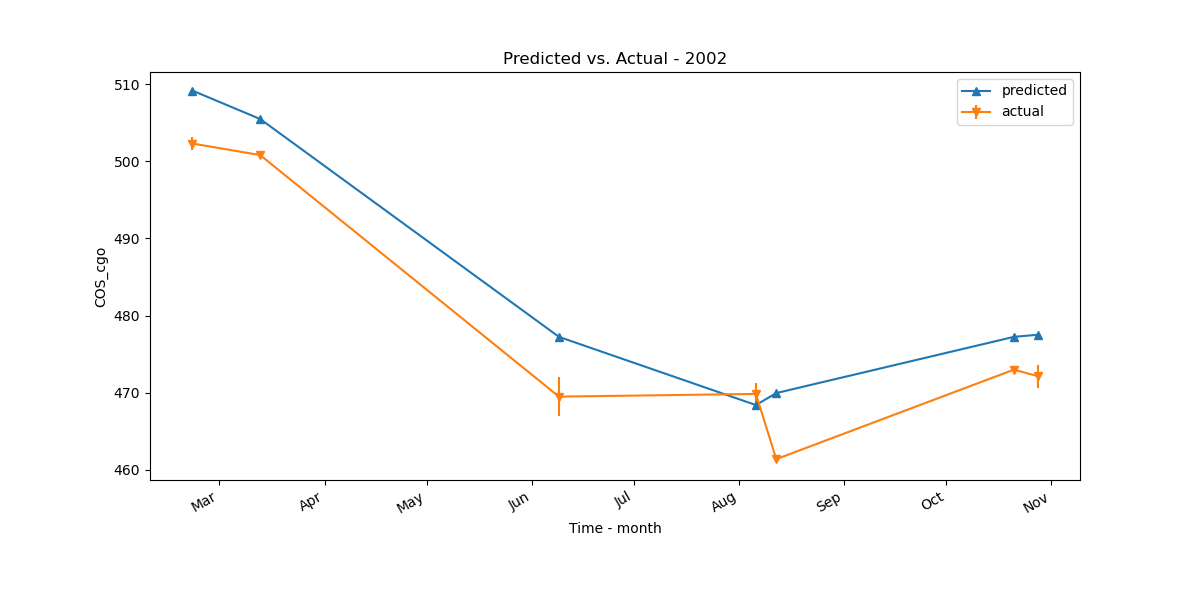 Predicted vs. Actual - 2002
predicted
actual
510
500
490
480
470
460
COS_cgo
Mar
Apr
May
Jun
Jul
Aug
Sep
Oct
Nov
Time - month